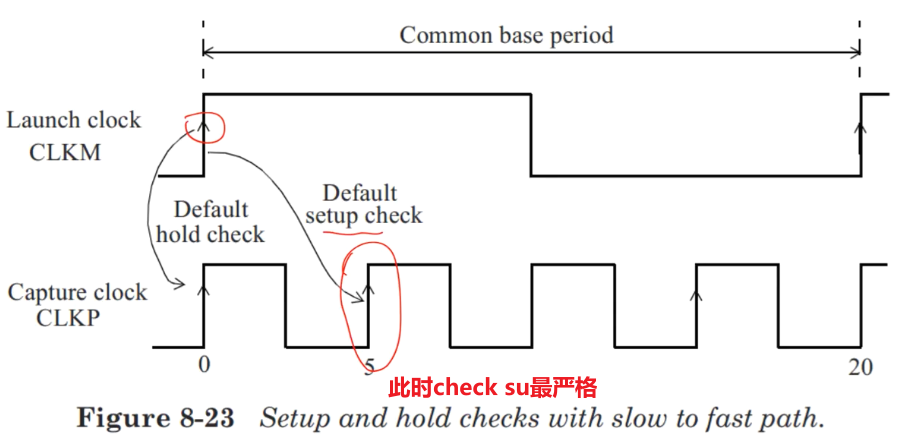 Common base period
Launch clock
CLKM
Default
hold check
Default
setup check
Capture clock
CLKP
0
5
20
此时check su最严格
Figure 8-23 Setup and hold checks with slow to fast path.